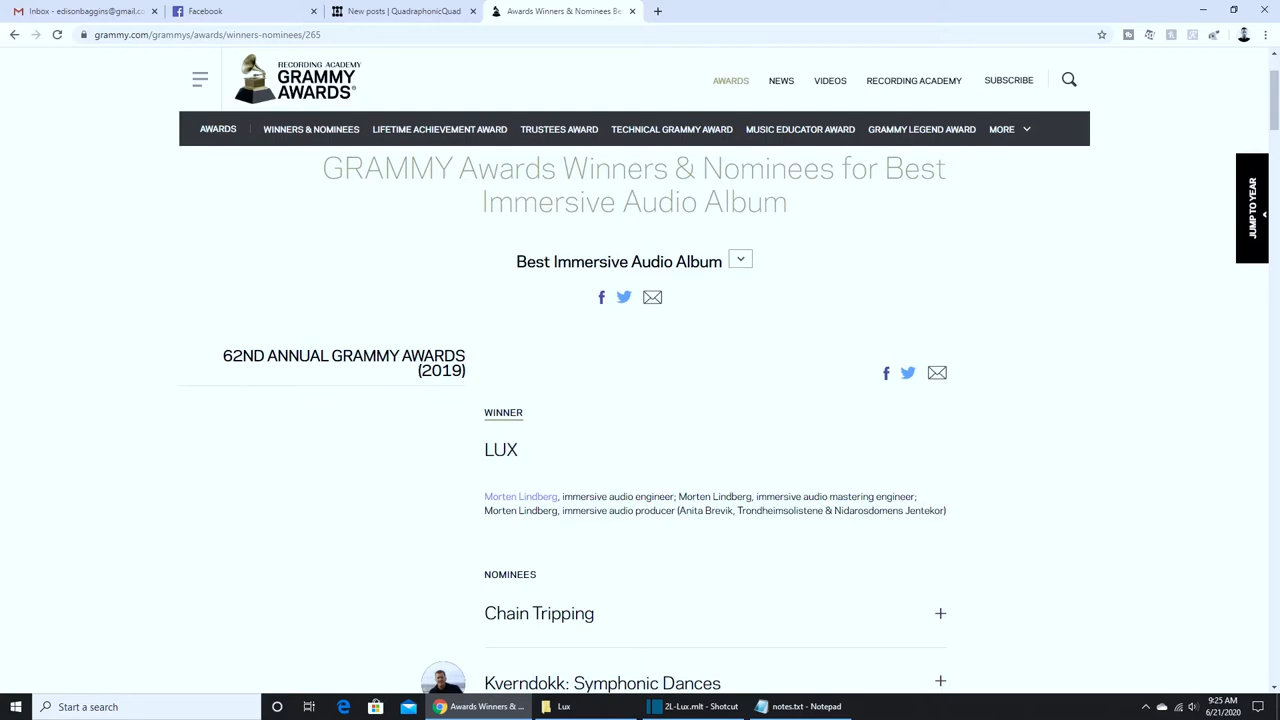 Inbox - edisonbaggins@gmail.co
Facebook
Posts from QuadraphonicQuad
Awards Winners & Nominees Be
grammy.com/grammys/awards/winners-nominees/265
RECORDING ACADEMY
GRAMMY
AWARDS
AWARDS
NEWS
VIDEOS
RECORDING ACADEMY
SUBSCRIBE
AWARDS
WINNERS & NOMINEES
LIFETIME ACHIEVEMENT AWARD
TRUSTEES AWARD
TECHNICAL GRAMMY AWARD
MUSIC EDUCATOR AWARD
GRAMMY LEGEND AWARD
MORE
GRAMMY Awards Winners & Nominees for Best
Immersive Audio Album
JUMP TO YEAR
Best Immersive Audio Album
62ND ANNUAL GRAMMY AWARDS
(2019)
WINNER
LUX
Morten Lindberg, immersive audio engineer; Morten Lindberg, immersive audio mastering engineer;
Morten Lindberg, immersive audio producer (Anita Brevik, Trondheimsolistene & Nidarosdomens Jentekor)
NOMINEES
Chain Tripping
Kverndokk: Symphonic Dances
Start a search
Awards Winners & ...
Lux
2L-Lux.mlt - Shotcut
notes.txt - Notepad
9:25 AM
6/21/2020